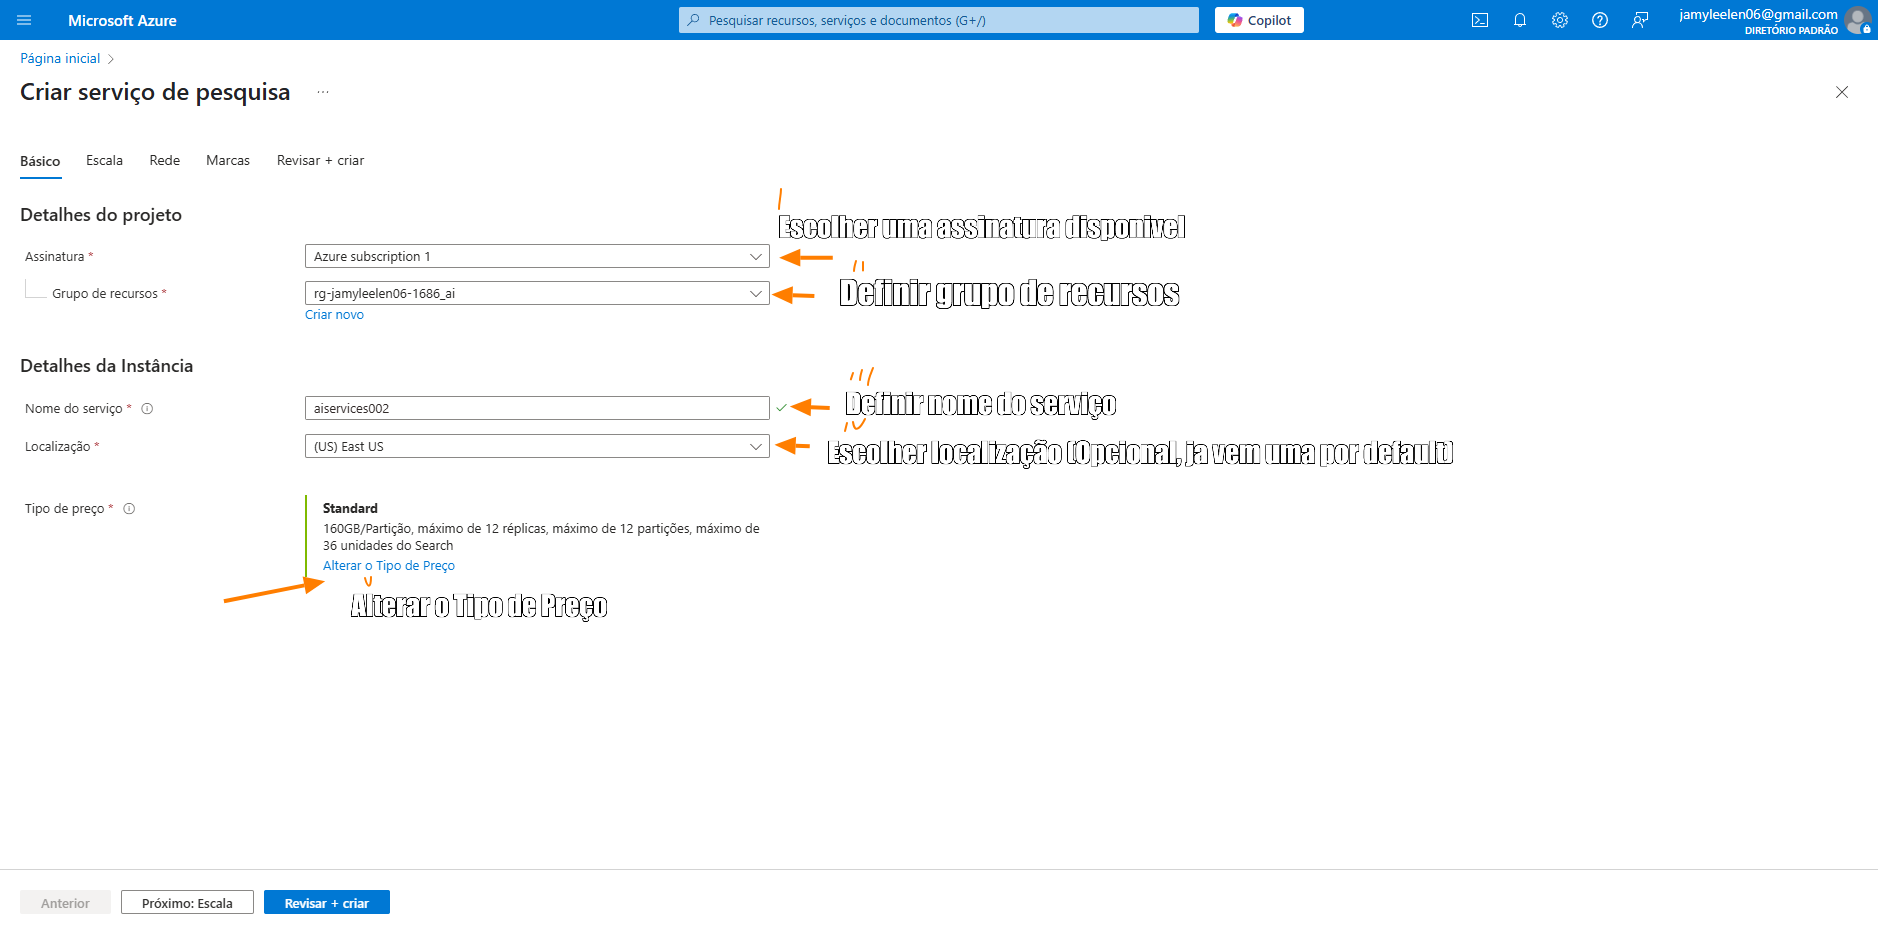 Microsoft Azure
Pesquisar recursos, serviços e documentos (G+/)
Copilot
jamyleelen06@gmail.com
DIRETÓRIO PADRÃO
Página inicial
Criar serviço de pesquisa ...
Básico Escala Rede Marcas Revisar + criar
Detalhes do projeto
I
Escolher uma assinatura disponivel
Assinatura * Azure subscription 1
II
Grupo de recursos * rg-jamyleelen06-1686_ai
Definir grupo de recursos
Criar novo
Detalhes da Instância
III
Nome do serviço * aiservices002
Definir nome do serviço
IV
Localização * (US) East US
Escolher localização (Opcional, ja vem uma por default)
Tipo de preço * Standard
160GB/Partição, máximo de 12 réplicas, máximo de 12 partições, máximo de
36 unidades do Search
Alterar o Tipo de Preço
V
Alterar o Tipo de Preço
Anterior Próximo: Escala Revisar + criar